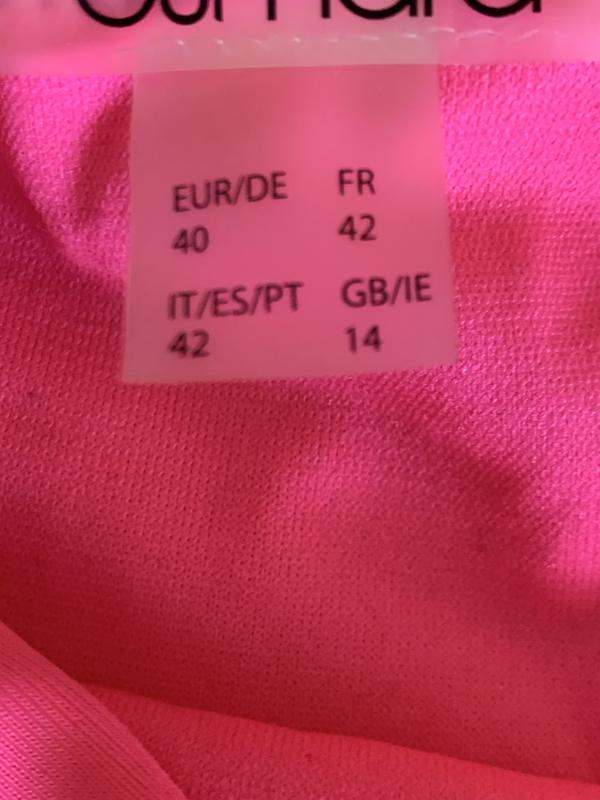 EUR/DE FR
40 42
IT/ES/PT GB/IE
42 14